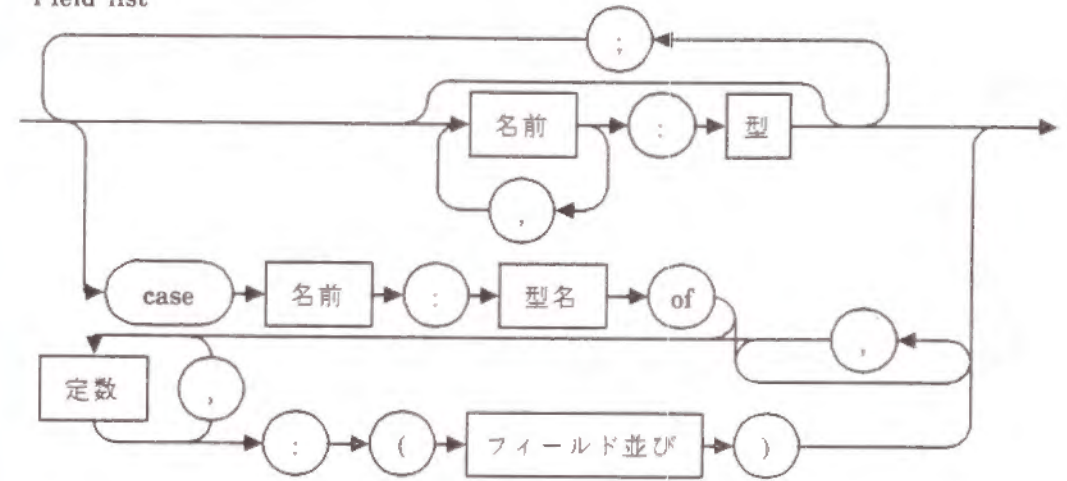 Field list
;
名前 : 型
,
case 名前 : 型名 of
,
定数 ,
: ( フィールド並び )